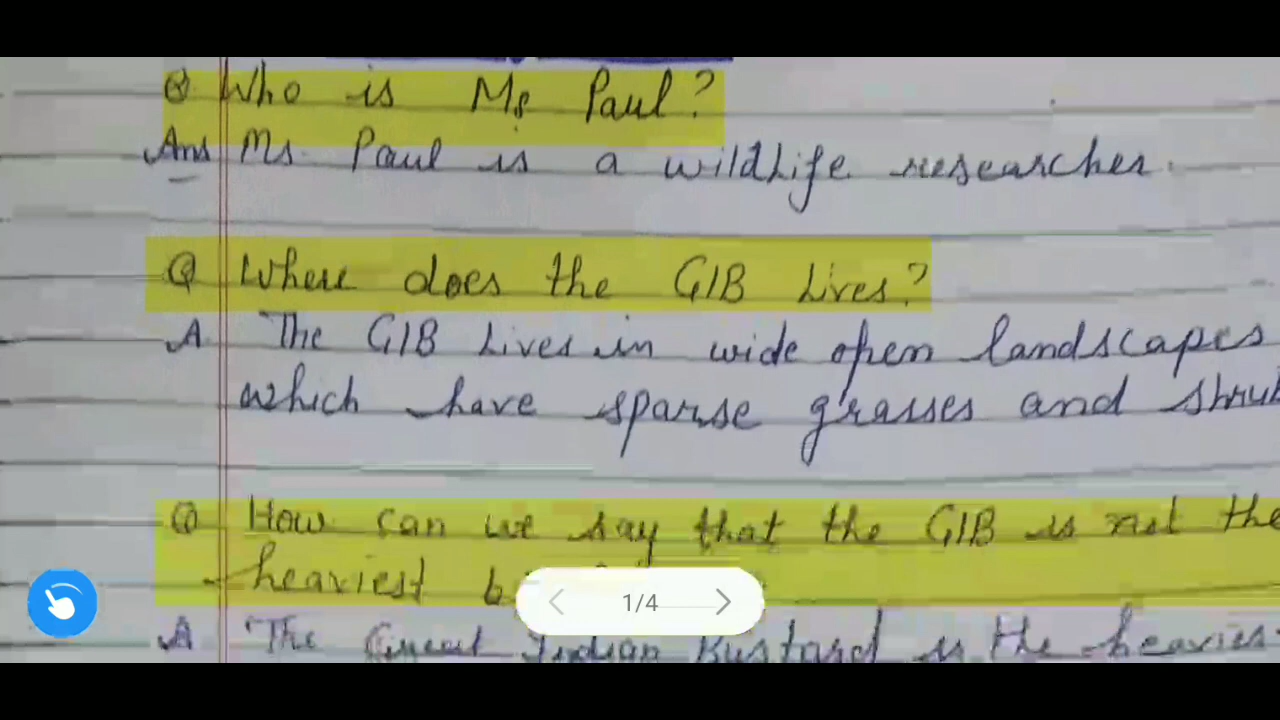 Q Who is Ms Paul?
Ans Ms. Paul is a wildlife researcher.
Q Where does the GIB Lives?
A. The GIB Lives in wide open landscapes
which have sparse grasses and shrub
Q How can we say that the GIB is not the
heaviest
1/4
A The Great Indian Bustard is the heavies